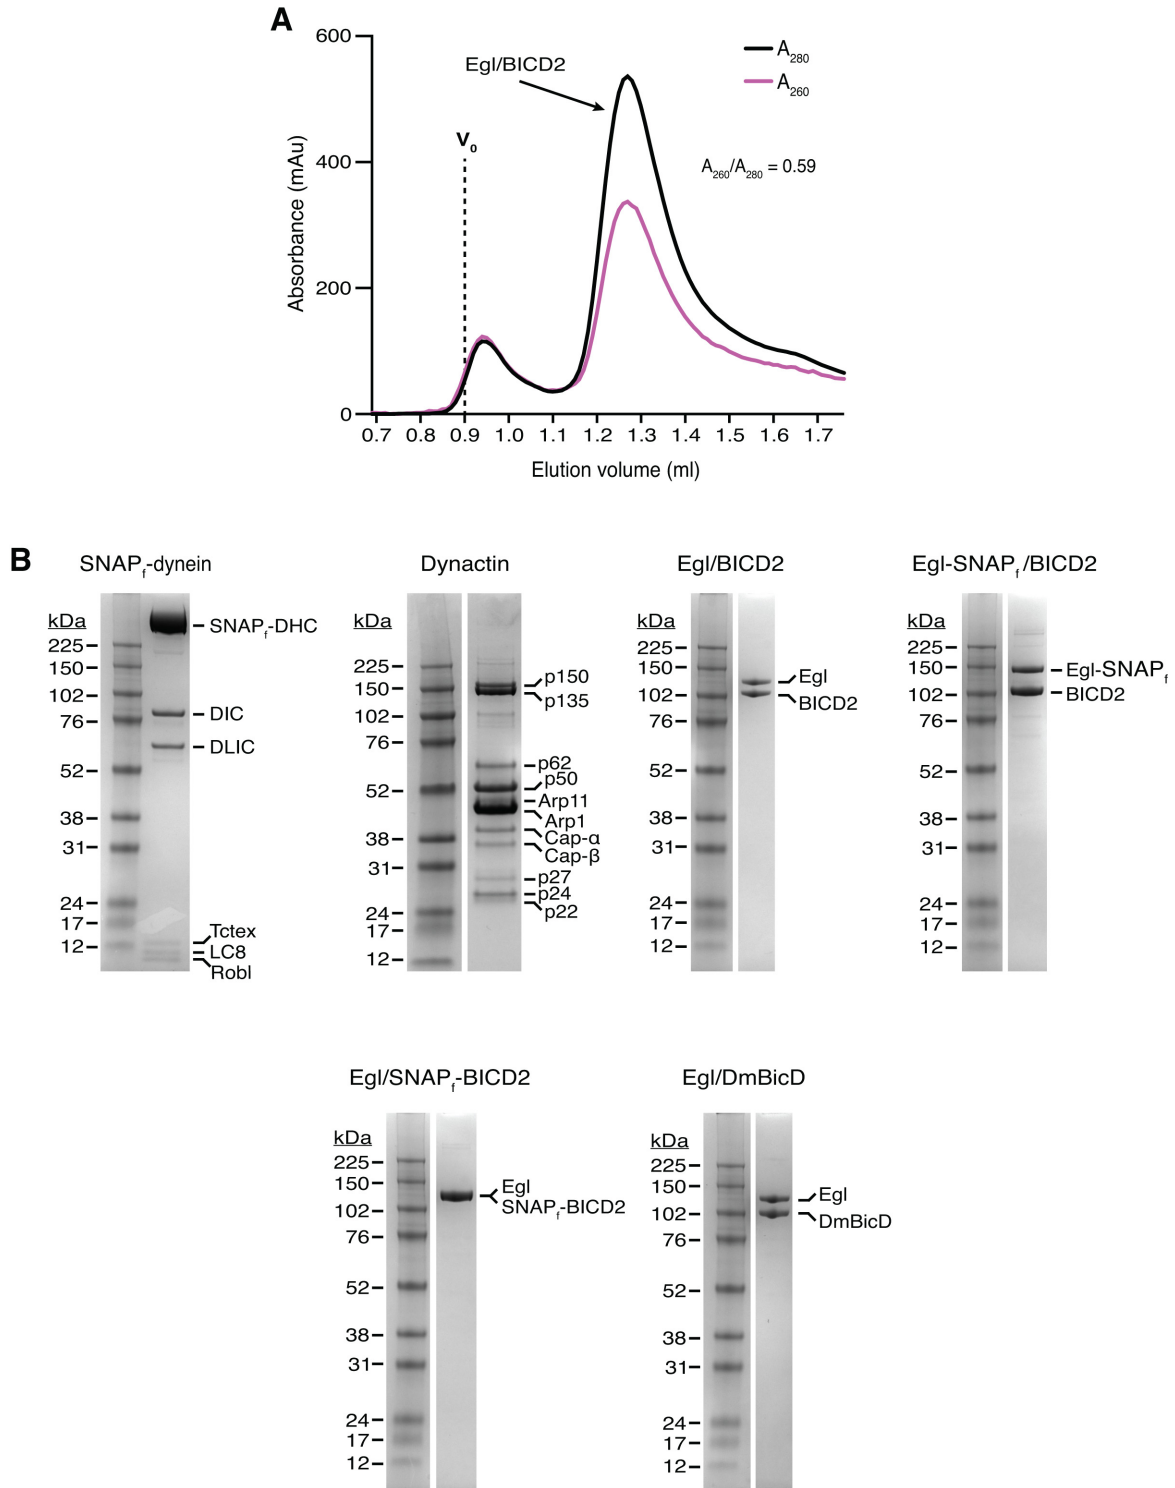 A
600
400
200
0
Absorbance (mAu)
Egl/BICD2
V₀
A₂₈₀
A₂₆₀
A₂₆₀/A₂₈₀ = 0.59
0.7 0.8 0.9 1.0 1.1 1.2 1.3 1.4 1.5 1.6 1.7
Elution volume (ml)
B
SNAPf-dynein
kDa
225
150
102
76
52
38
31
24
17
12
SNAPf-DHC
DIC
DLIC
Tctex
LC8
Robl
Dynactin
kDa
225
150
102
76
52
38
31
24
17
12
p150
p135
p62
p50
Arp11
Arp1
Cap-α
Cap-β
p27
p24
p22
Egl/BICD2
kDa
225
150
102
76
52
38
31
24
17
12
Egl
BICD2
Egl-SNAPf/BICD2
kDa
225
150
102
76
52
38
31
24
17
12
Egl-SNAPf
BICD2
Egl/SNAPf-BICD2
kDa
225
150
102
76
52
38
31
24
17
12
Egl
SNAPf-BICD2
Egl/DmBicD
kDa
225
150
102
76
52
38
31
24
17
12
Egl
DmBicD